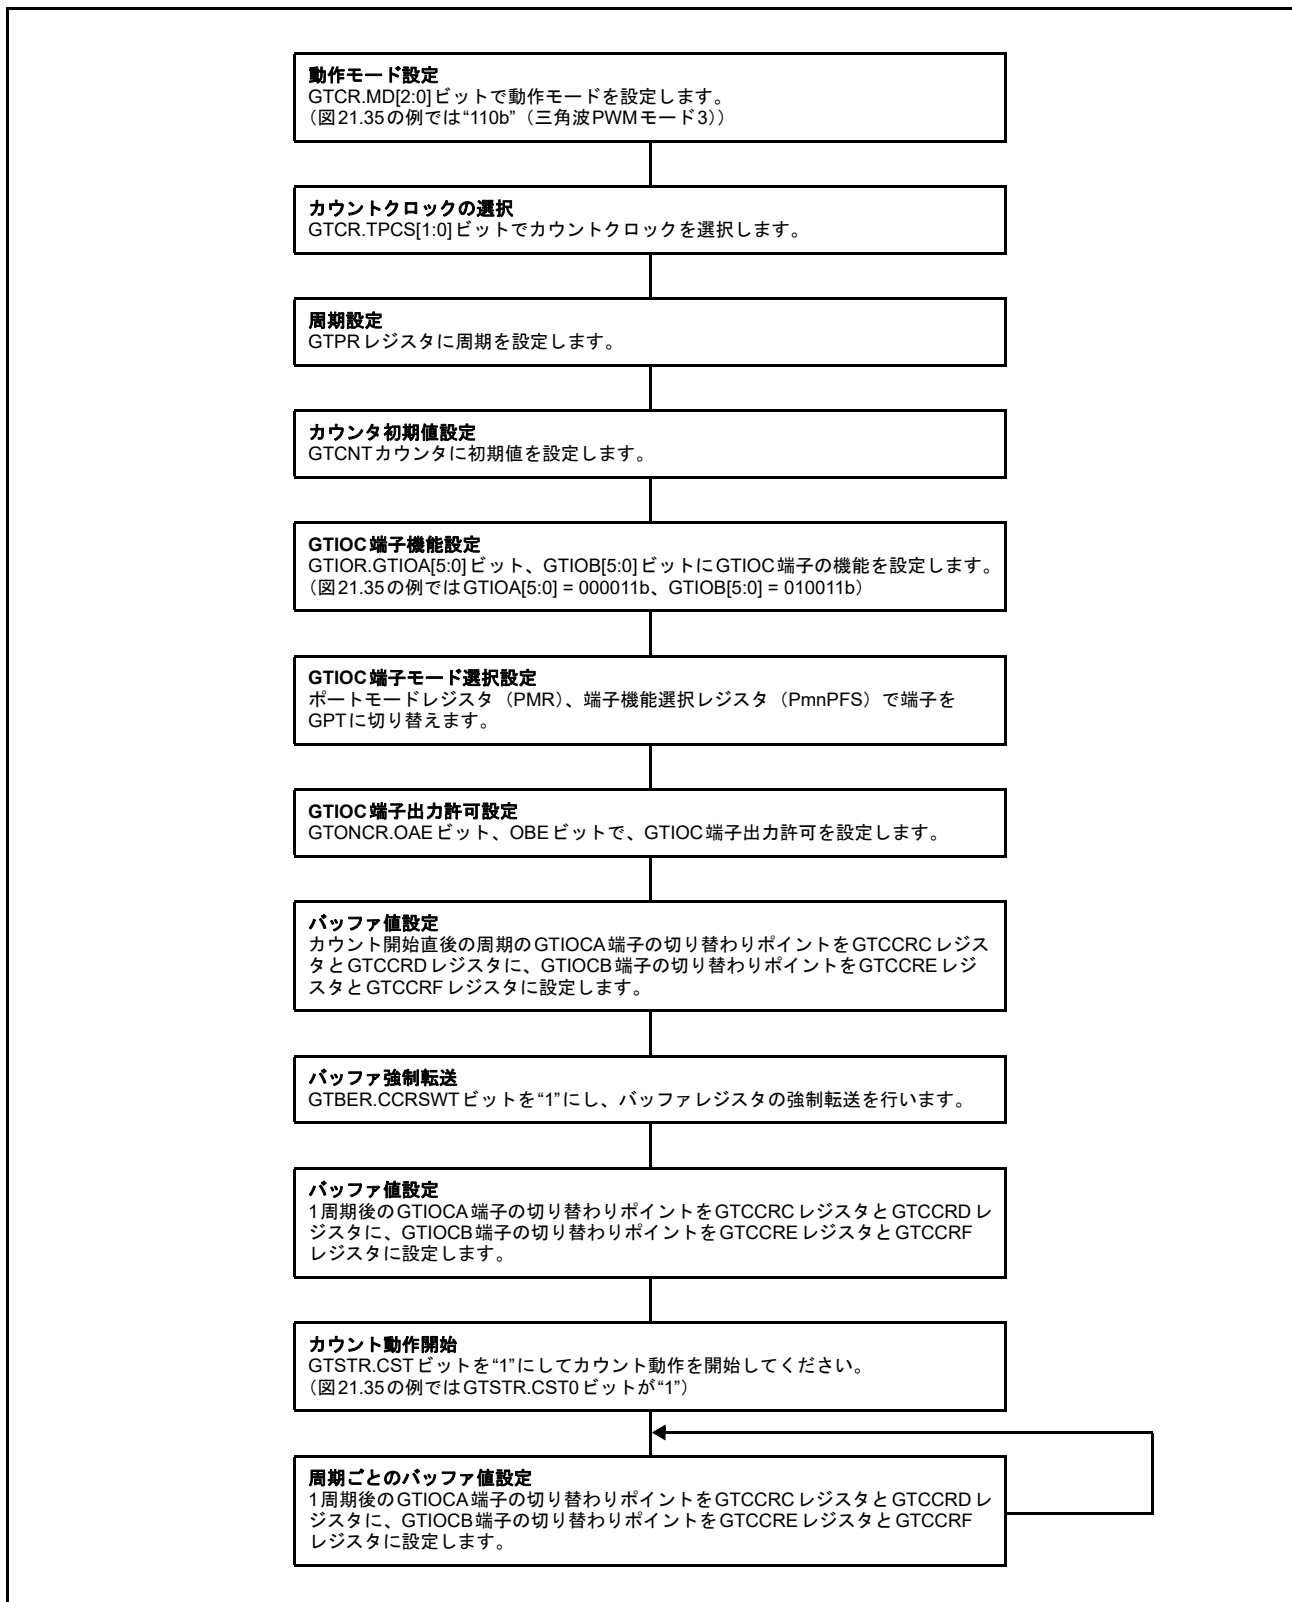 動作モード設定
GTCR.MD[2:0]ビットで動作モードを設定します。
（図21.35の例では“110b”（三角波PWMモード3））
カウントクロックの選択
GTCR.TPCS[1:0]ビットでカウントクロックを選択します。
周期設定
GTPRレジスタに周期を設定します。
カウンタ初期値設定
GTCNTカウンタに初期値を設定します。
GTIOC端子機能設定
GTIOR.GTIOA[5:0]ビット、GTIOB[5:0]ビットにGTIOC端子の機能を設定します。
（図21.35の例ではGTIOA[5:0] = 000011b、GTIOB[5:0] = 010011b）
GTIOC端子モード選択設定
ポートモードレジスタ（PMR）、端子機能選択レジスタ（PmnPFS）で端子を
GPTに切り替えます。
GTIOC端子出力許可設定
GTONCR.OAEビット、OBEビットで、GTIOC端子出力許可を設定します。
バッファ値設定
カウント開始直後の周期のGTIOCA端子の切り替わりポイントをGTCCRCレジス
タとGTCCRDレジスタに、GTIOCB端子の切り替わりポイントをGTCCREレジ
スタとGTCCRFレジスタに設定します。
バッファ強制転送
GTBER.CCRSWTビットを“1”にし、バッファレジスタの強制転送を行います。
バッファ値設定
1周期後のGTIOCA端子の切り替わりポイントをGTCCRCレジスタとGTCCRDレ
ジスタに、GTIOCB端子の切り替わりポイントをGTCCREレジスタとGTCCRF
レジスタに設定します。
カウント動作開始
GTSTR.CSTビットを“1”にしてカウント動作を開始してください。
（図21.35の例ではGTSTR.CST0ビットが“1”）
周期ごとのバッファ値設定
1周期後のGTIOCA端子の切り替わりポイントをGTCCRCレジスタとGTCCRDレ
ジスタに、GTIOCB端子の切り替わりポイントをGTCCREレジスタとGTCCRF
レジスタに設定します。